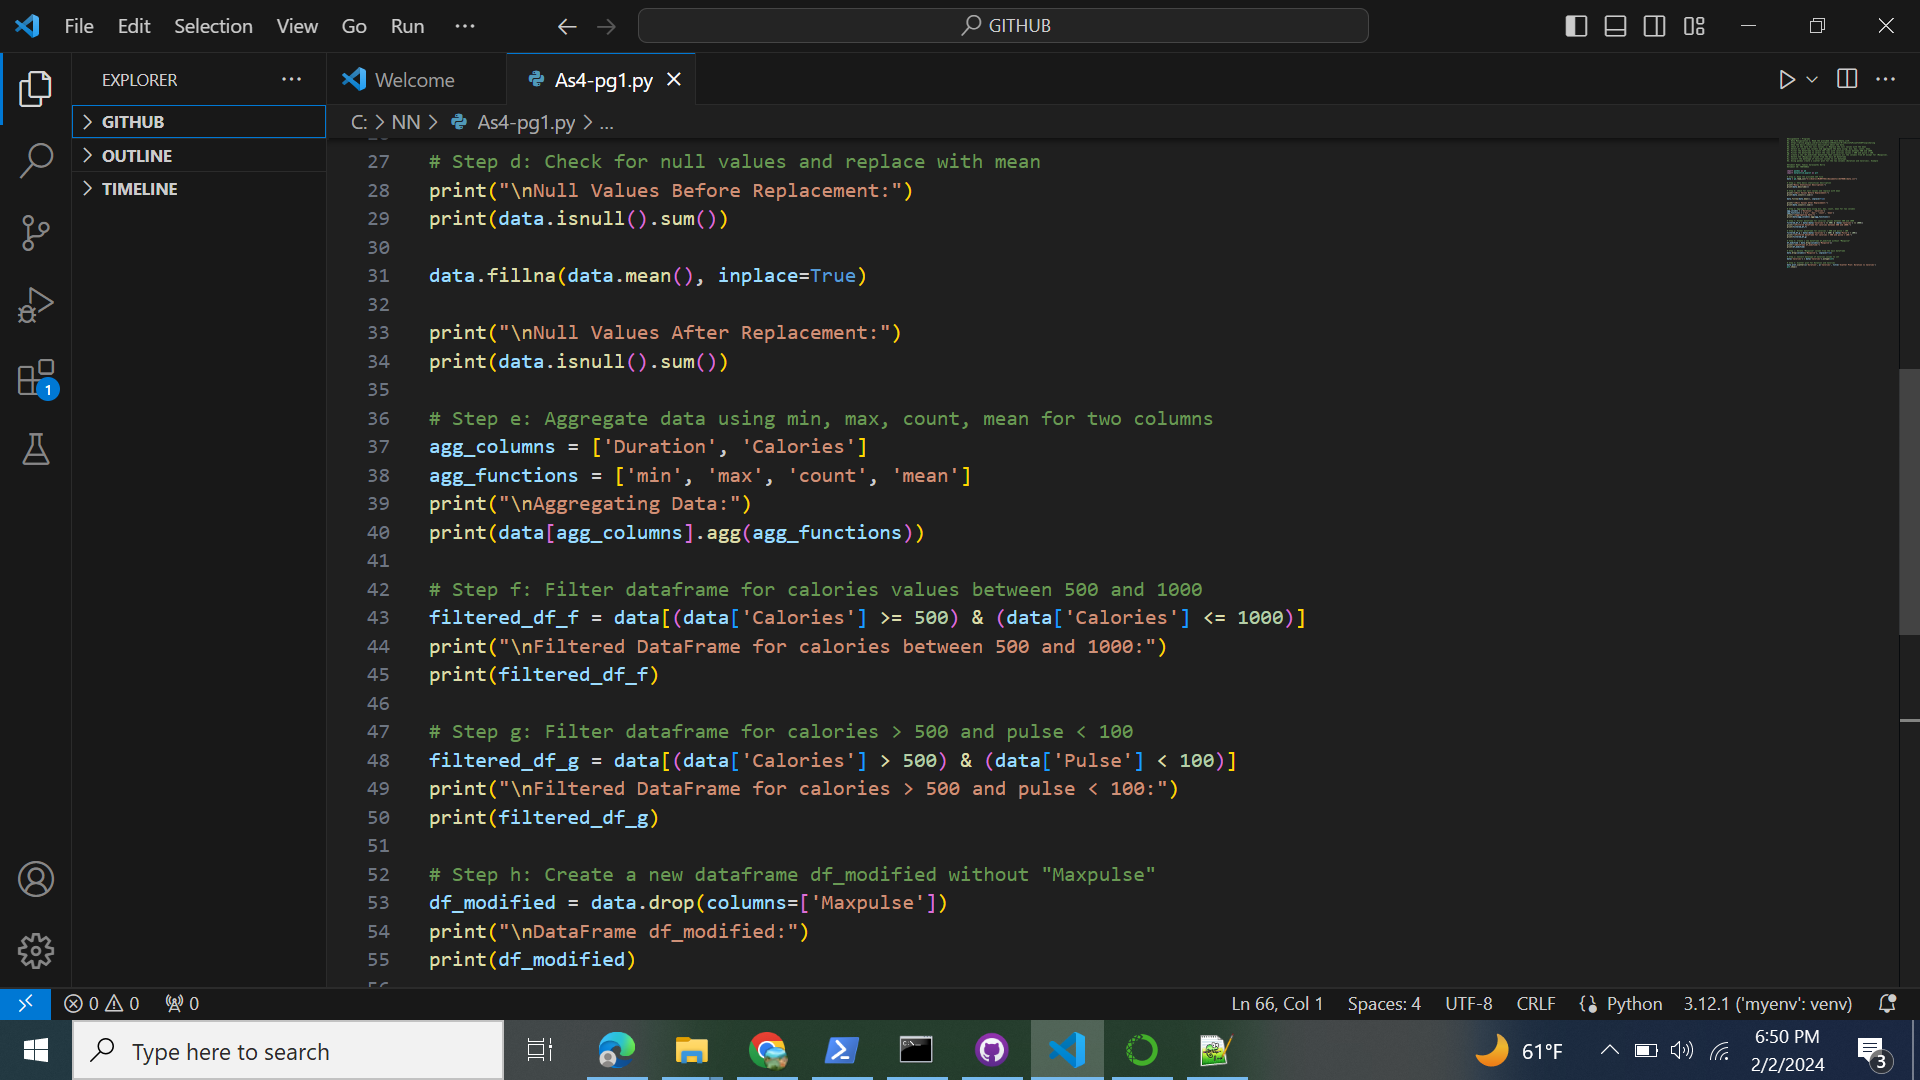 File Edit Selection View Go Run ··· GITHUB
EXPLORER ···
Welcome As4-pg1.py
GITHUB
OUTLINE
TIMELINE
C: > NN > As4-pg1.py > ...
27 # Step d: Check for null values and replace with mean
28 print("\nNull Values Before Replacement:")
29 print(data.isnull().sum())
30
31 data.fillna(data.mean(), inplace=True)
32
33 print("\nNull Values After Replacement:")
34 print(data.isnull().sum())
35
36 # Step e: Aggregate data using min, max, count, mean for two columns
37 agg_columns = ['Duration', 'Calories']
38 agg_functions = ['min', 'max', 'count', 'mean']
39 print("\nAggregating Data:")
40 print(data[agg_columns].agg(agg_functions))
41
42 # Step f: Filter dataframe for calories values between 500 and 1000
43 filtered_df_f = data[(data['Calories'] >= 500) & (data['Calories'] <= 1000)]
44 print("\nFiltered DataFrame for calories between 500 and 1000:")
45 print(filtered_df_f)
46
47 # Step g: Filter dataframe for calories > 500 and pulse < 100
48 filtered_df_g = data[(data['Calories'] > 500) & (data['Pulse'] < 100)]
49 print("\nFiltered DataFrame for calories > 500 and pulse < 100:")
50 print(filtered_df_g)
51
52 # Step h: Create a new dataframe df_modified without "Maxpulse"
53 df_modified = data.drop(columns=['Maxpulse'])
54 print("\nDataFrame df_modified:")
55 print(df_modified)
1
0 0 0 Ln 66, Col 1 Spaces: 4 UTF-8 CRLF Python 3.12.1 ('myenv': venv)
Type here to search
61°F
6:50 PM
2/2/2024
3